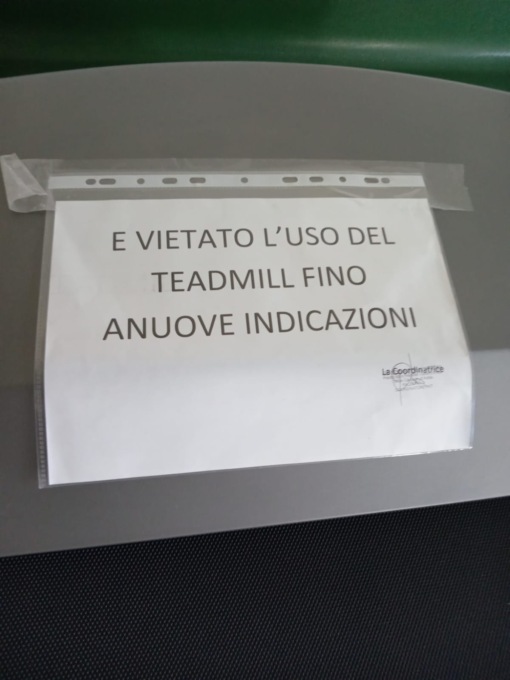 E VIETATO L'USO DEL
TEADMILL FINO
ANUOVE INDICAZIONI
La Coordinatrice